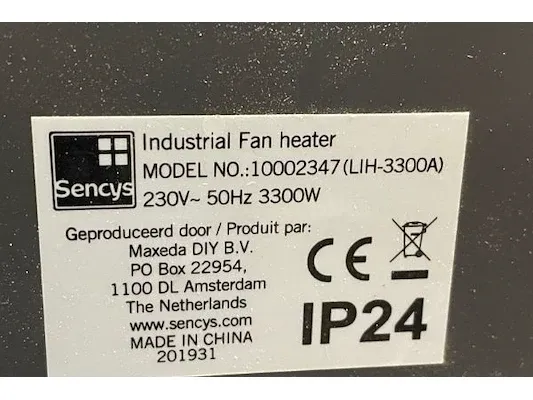 Sencys
Industrial Fan heater
MODEL NO.:10002347(LIH-3300A)
230V~ 50Hz 3300W
Geproduceerd door / Produit par:
Maxeda DIY B.V.
PO Box 22954,
1100 DL Amsterdam
The Netherlands
www.sencys.com
MADE IN CHINA
201931
CE
IP24